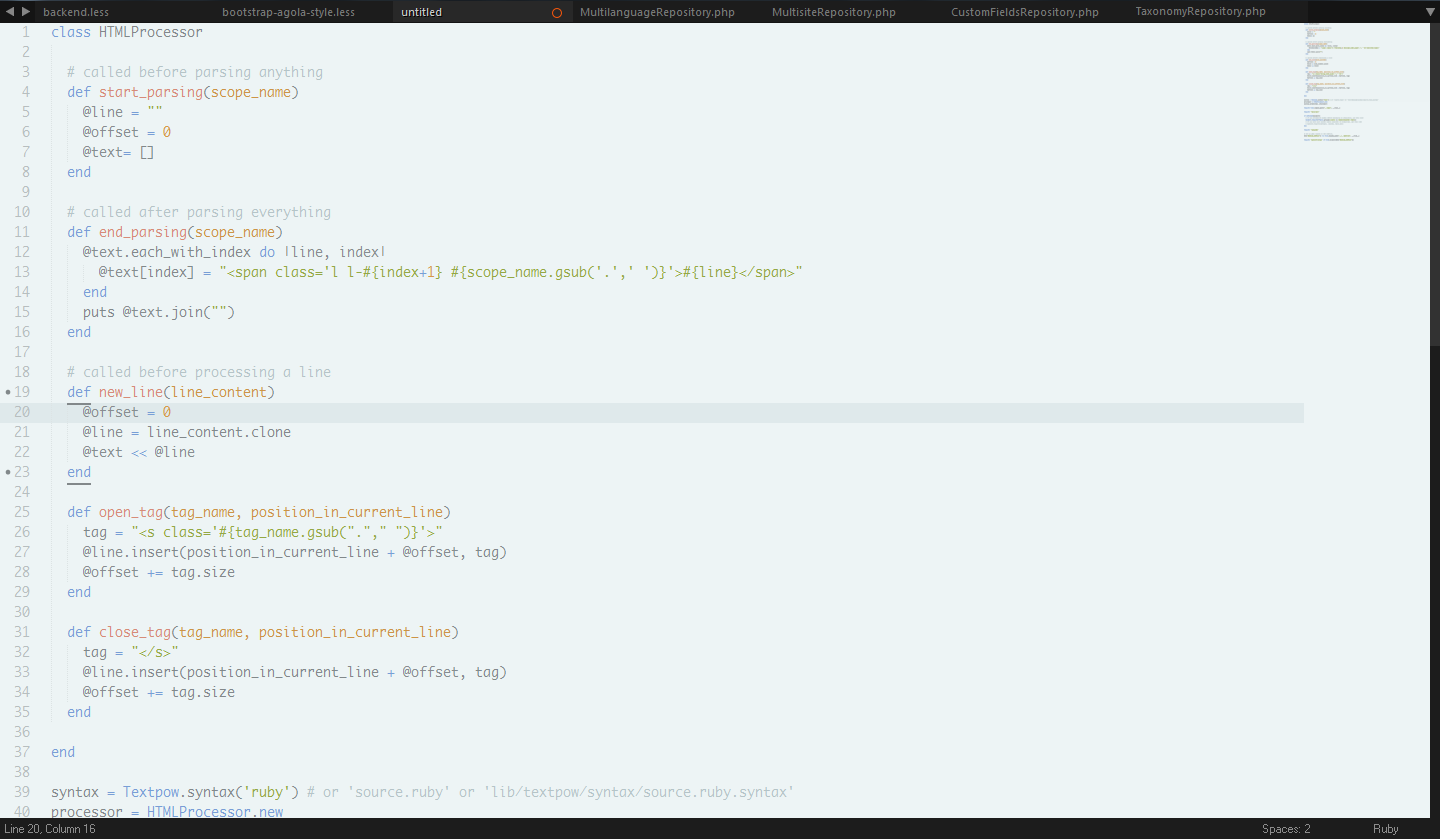 backend.less bootstrap-agola-style.less untitled MultilanguageRepository.php MultisiteRepository.php CustomFieldsRepository.php TaxonomyRepository.php
1 class HTMLProcessor
2
3 # called before parsing anything
4 def start_parsing(scope_name)
5 @line = ""
6 @offset = 0
7 @text= []
8 end
9
10 # called after parsing everything
11 def end_parsing(scope_name)
12 @text.each_with_index do |line, index|
13 @text[index] = "<span class='l l-#{index+1} #{scope_name.gsub('.',' ')}'>#{line}</span>"
14 end
15 puts @text.join("")
16 end
17
18 # called before processing a line
19 def new_line(line_content)
20 @offset = 0
21 @line = line_content.clone
22 @text << @line
23 end
24
25 def open_tag(tag_name, position_in_current_line)
26 tag = "<s class='#{tag_name.gsub("."," ")}'>"
27 @line.insert(position_in_current_line + @offset, tag)
28 @offset += tag.size
29 end
30
31 def close_tag(tag_name, position_in_current_line)
32 tag = "</s>"
33 @line.insert(position_in_current_line + @offset, tag)
34 @offset += tag.size
35 end
36
37 end
38
39 syntax = Textpow.syntax('ruby') # or 'source.ruby' or 'lib/textpow/syntax/source.ruby.syntax'
40 processor = HTMLProcessor.new
Line 20, Column 16 Spaces: 2 Ruby